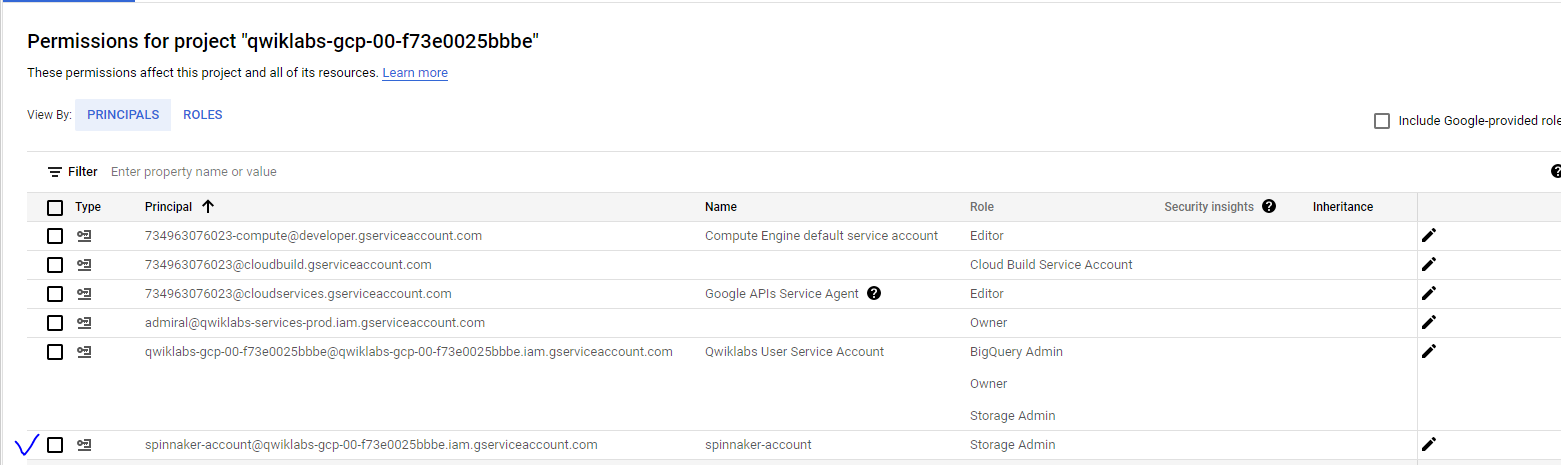 Permissions for project "qwiklabs-gcp-00-f73e0025bbbe"
These permissions affect this project and all of its resources. Learn more
View By: PRINCIPALS ROLES
Include Google-provided role
Filter Enter property name or value
Type Principal Name Role Security insights Inheritance
734963076023-compute@developer.gserviceaccount.com Compute Engine default service account Editor
734963076023@cloudbuild.gserviceaccount.com Cloud Build Service Account
734963076023@cloudservices.gserviceaccount.com Google APIs Service Agent Editor
admiral@qwiklabs-services-prod.iam.gserviceaccount.com Owner
qwiklabs-gcp-00-f73e0025bbbe@qwiklabs-gcp-00-f73e0025bbbe.iam.gserviceaccount.com Qwiklabs User Service Account BigQuery Admin
Owner
Storage Admin
spinnaker-account@qwiklabs-gcp-00-f73e0025bbbe.iam.gserviceaccount.com spinnaker-account Storage Admin